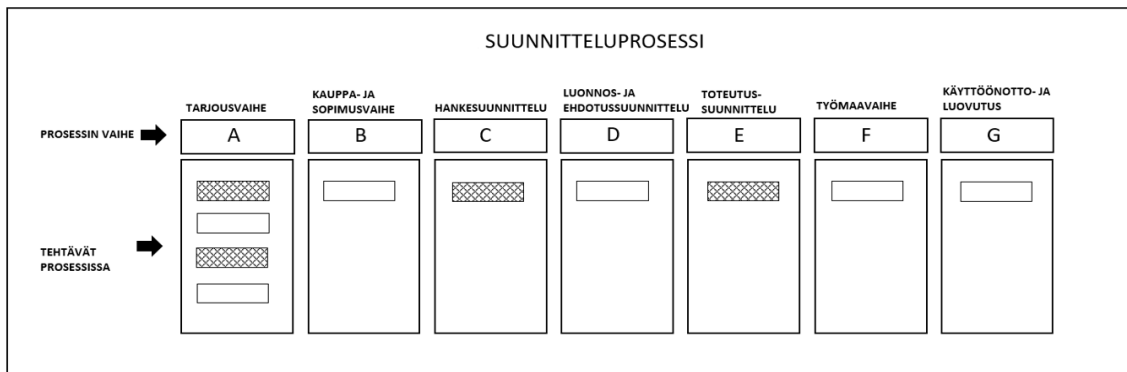 SUUNNITTELUPROSESSI
TARJOUSVAIHE
KAUPPA- JA
SOPIMUSVAIHE
HANKESUUNNITTELU
LUONNOS- JA
EHDOTUSSUUNNITTELU
TOTEUTUS-
SUUNNITTELU
TYÖMAAVAIHE
KÄYTTÖÖNOTTO- JA
LUOVUTUS
PROSESSIN VAIHE
A
B
C
D
E
F
G
TEHTÄVÄT
PROSESSISSA